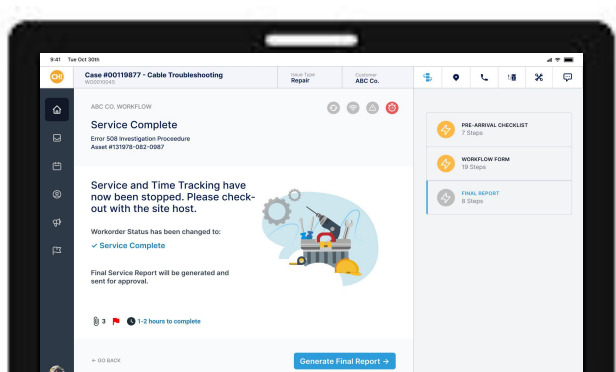 9:41 Tue Oct 30th
CH!
Case #00119877 - Cable Troubleshooting
WO0019945
Issue Type
Repair
Customer
ABC Co.
ABC CO. WORKFLOW
Service Complete
Error 508 Investigation Proceedure
Asset #131978-082-0987
Service and Time Tracking have
now been stopped. Please check-
out with the site host.
Workorder Status has been changed to:
✓ Service Complete
Final Service Report will be generated and
sent for approval.
3
1-2 hours to complete
← GO BACK
Generate Final Report →
PRE-ARRIVAL CHECKLIST
7 Steps
WORKFLOW FORM
19 Steps
FINAL REPORT
8 Steps